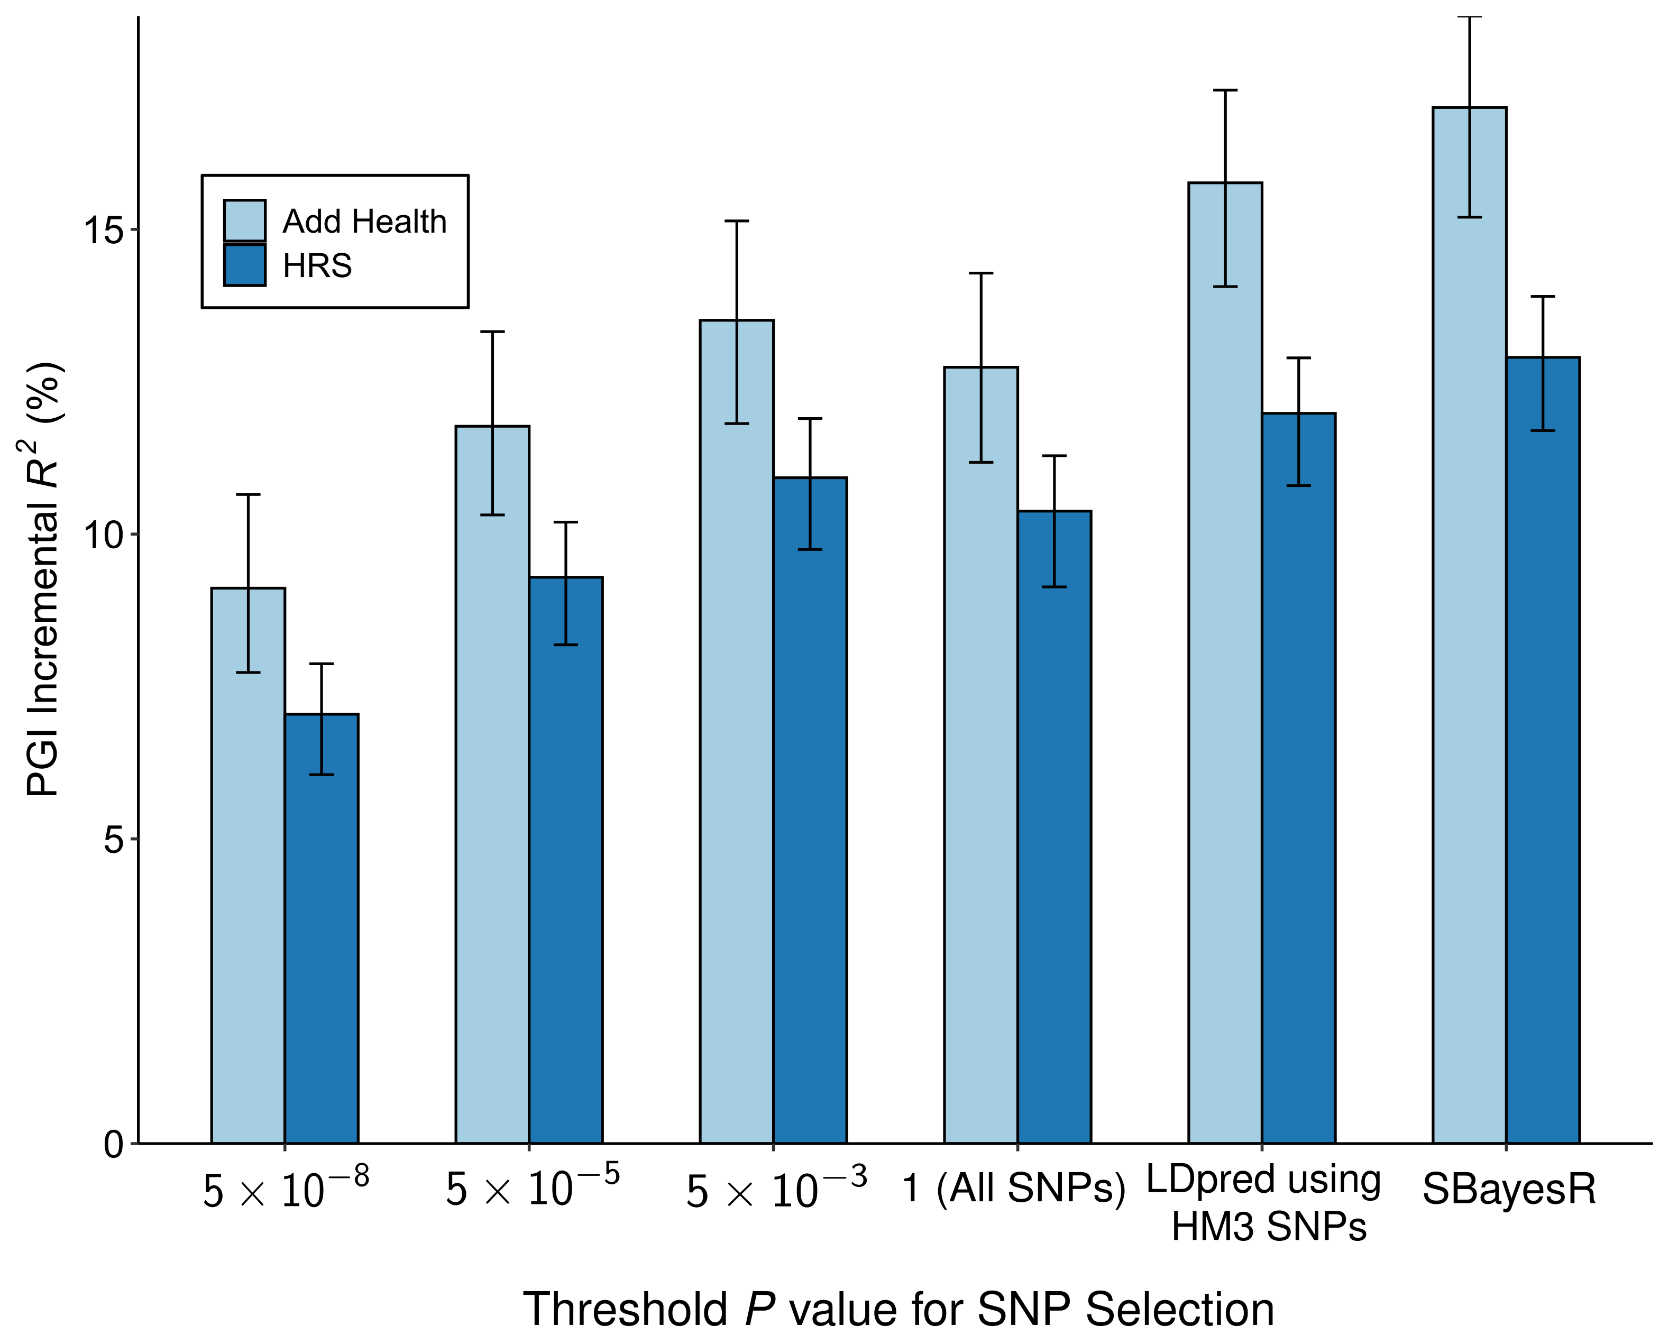 Add Health
HRS
PGI Incremental R² (%)
15
10
5
0
5 × 10⁻⁸
5 × 10⁻⁵
5 × 10⁻³
1 (All SNPs)
LDpred using
HM3 SNPs
SBayesR
Threshold P value for SNP Selection